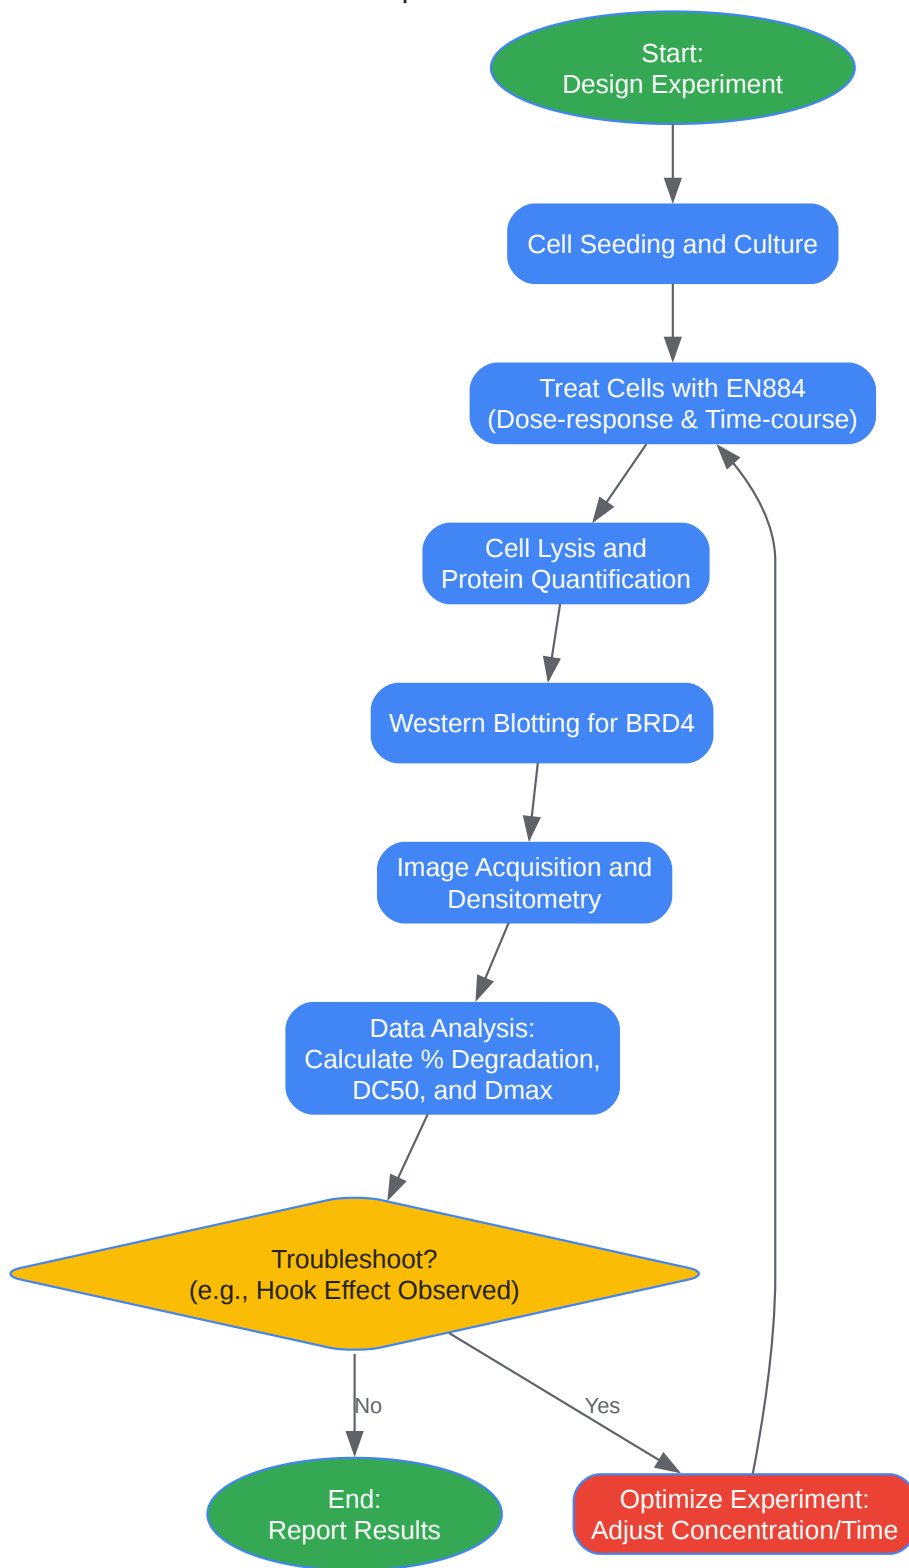 Start:
Design Experiment
Cell Seeding and Culture
Treat Cells with EN884
(Dose-response & Time-course)
Cell Lysis and
Protein Quantification
Western Blotting for BRD4
Image Acquisition and
Densitometry
Data Analysis:
Calculate % Degradation,
DC50, and Dmax
Troubleshoot?
(e.g., Hook Effect Observed)
No
Yes
End:
Report Results
Optimize Experiment:
Adjust Concentration/Time